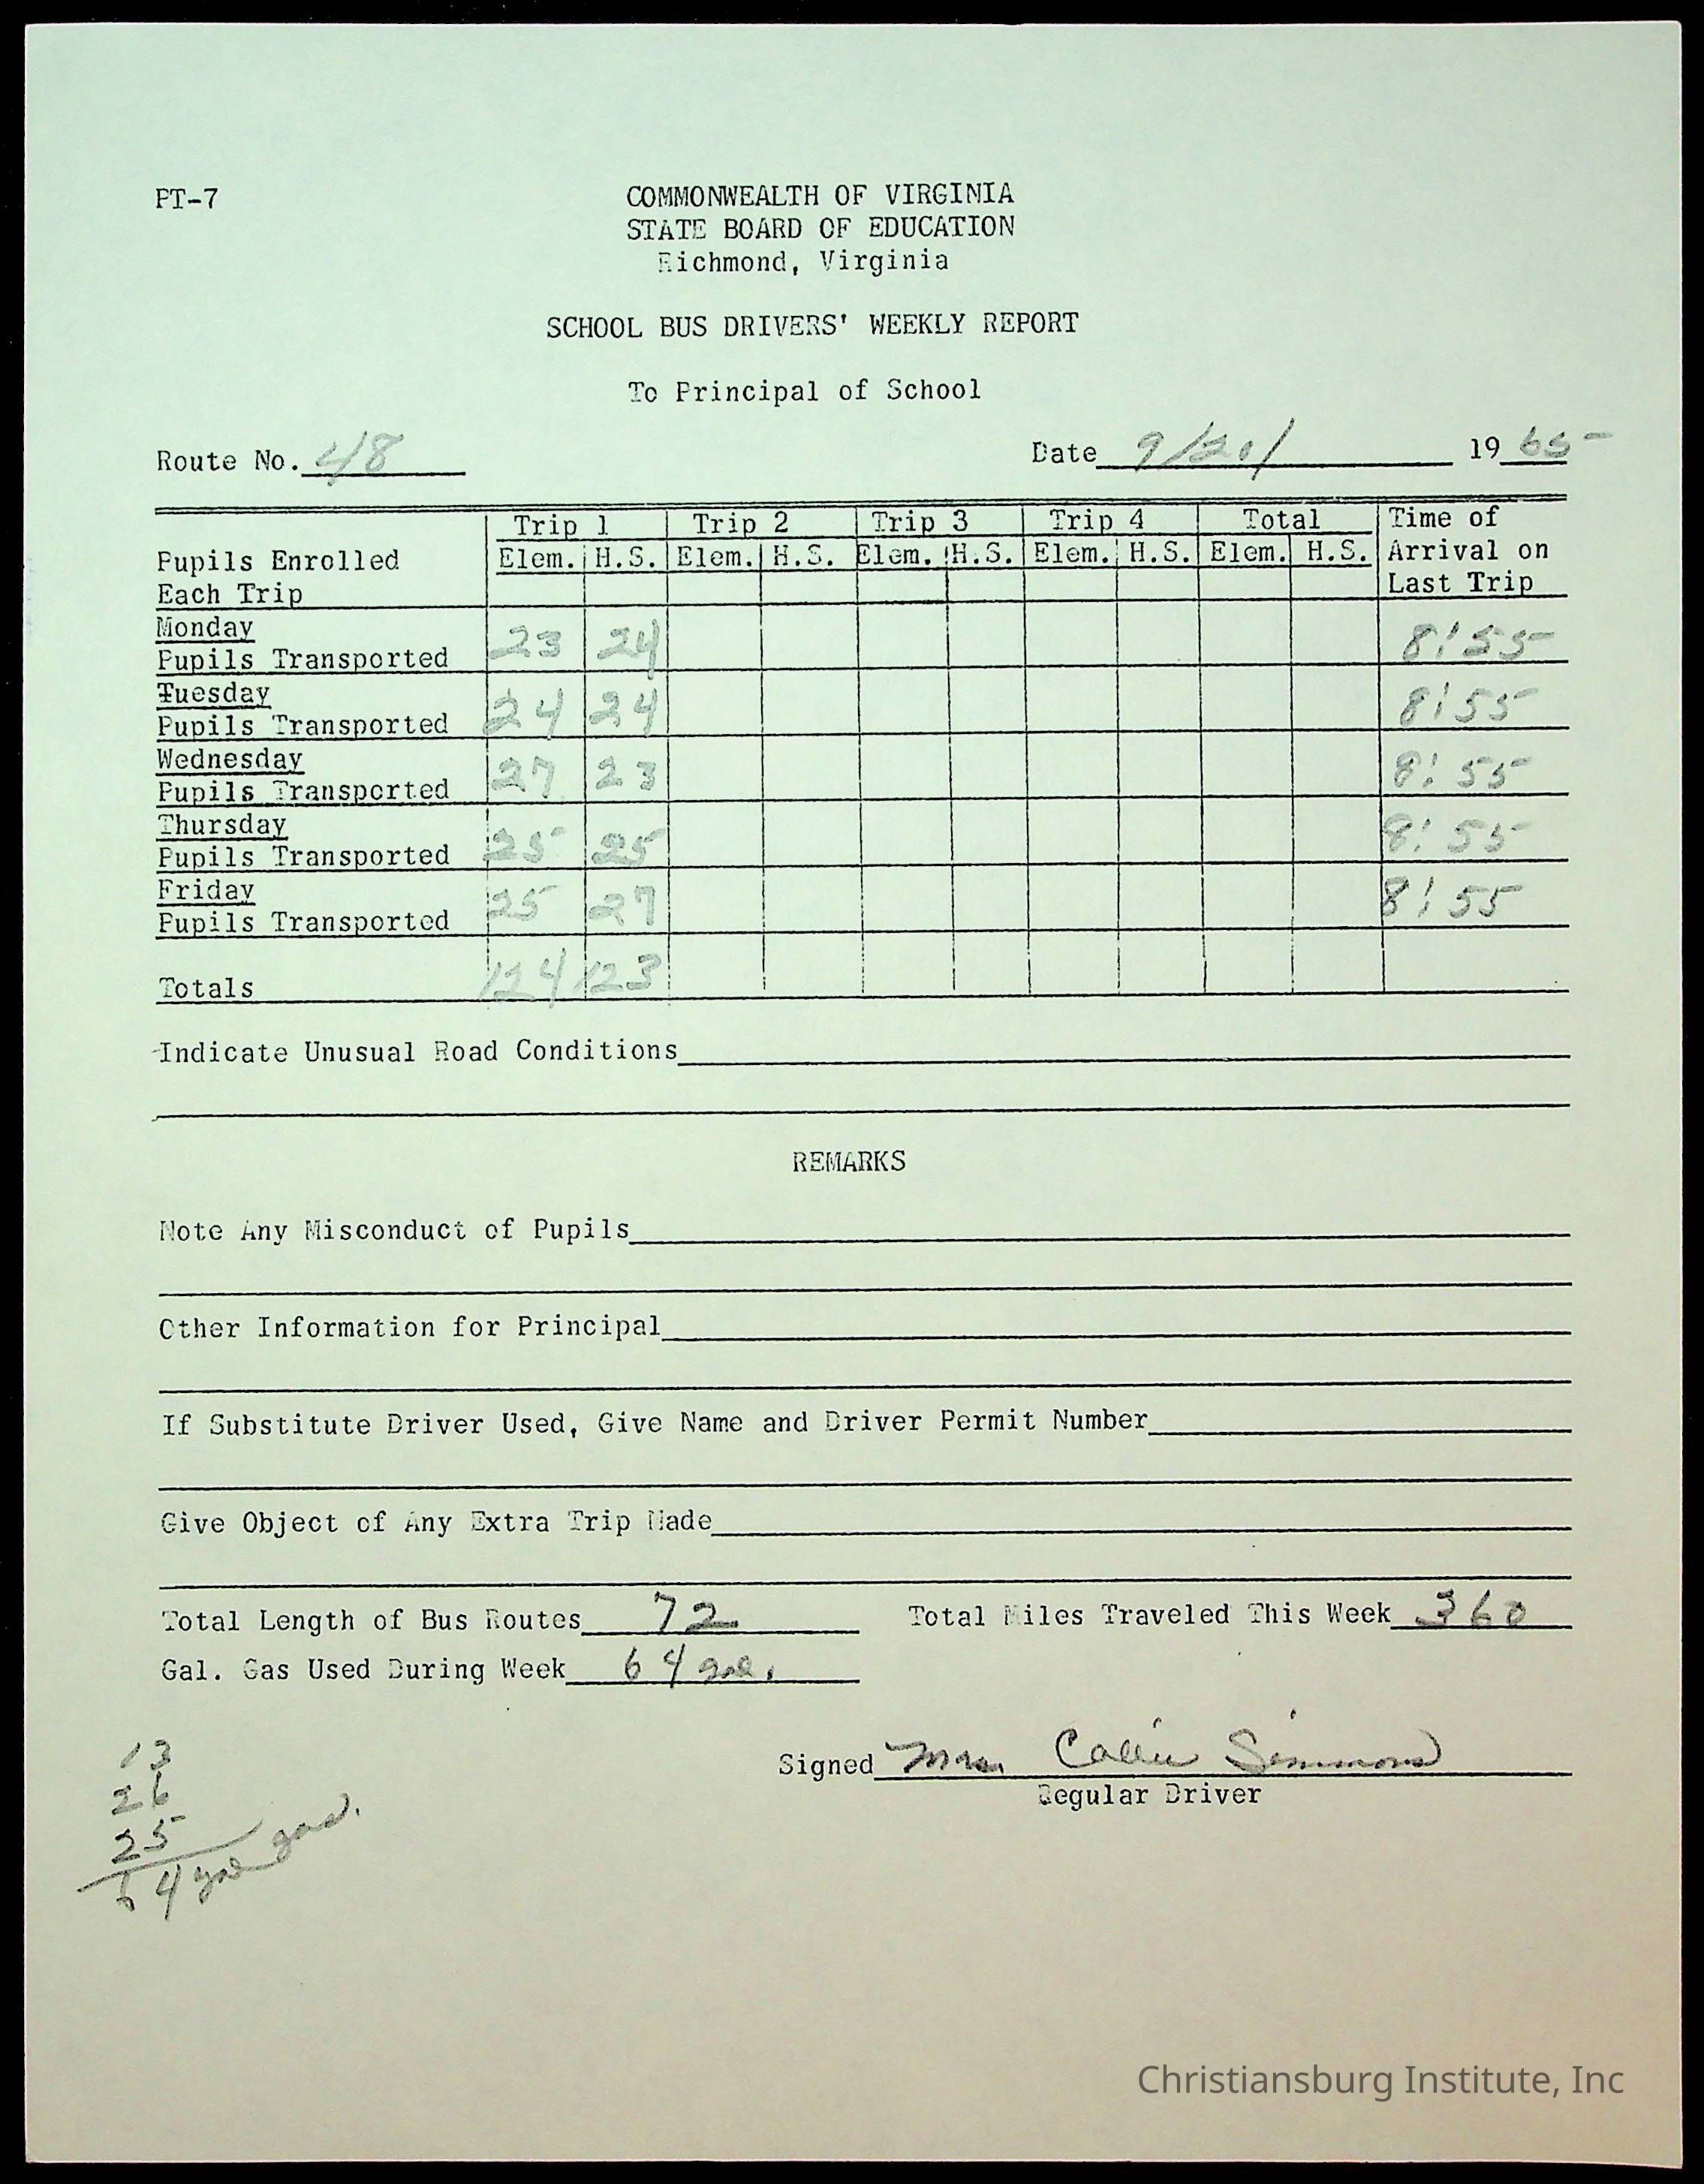 PT-7
COMMONWEALTH OF VIRGINIA
STATE BOARD OF EDUCATION
Richmond, Virginia
SCHOOL BUS DRIVERS' WEEKLY REPORT
To Principal of School
Route No. 48 Date 9/20/ 1965
Trip 1 Trip 2 Trip 3 Trip 4 Total Time of
Pupils Enrolled Elem. H.S. Elem. H.S. Elem. H.S. Elem. H.S. Elem. H.S. Arrival on
Each Trip Last Trip
Monday
Pupils Transported 23 24 8:55
Tuesday
Pupils Transported 24 24 8:55
Wednesday
Pupils Transported 27 23 8:55
Thursday
Pupils Transported 25 25 8:55
Friday
Pupils Transported 25 27 8:55
Totals 124 123
Indicate Unusual Road Conditions
REMARKS
Note Any Misconduct of Pupils
Other Information for Principal
If Substitute Driver Used, Give Name and Driver Permit Number
Give Object of Any Extra Trip Made
Total Length of Bus Routes 72 Total Miles Traveled This Week 360
Gal. Gas Used During Week 64 gal.
Signed Mrs. Callie Simmons
Regular Driver
13
26
25
64 gal gas.
Christiansburg Institute, Inc